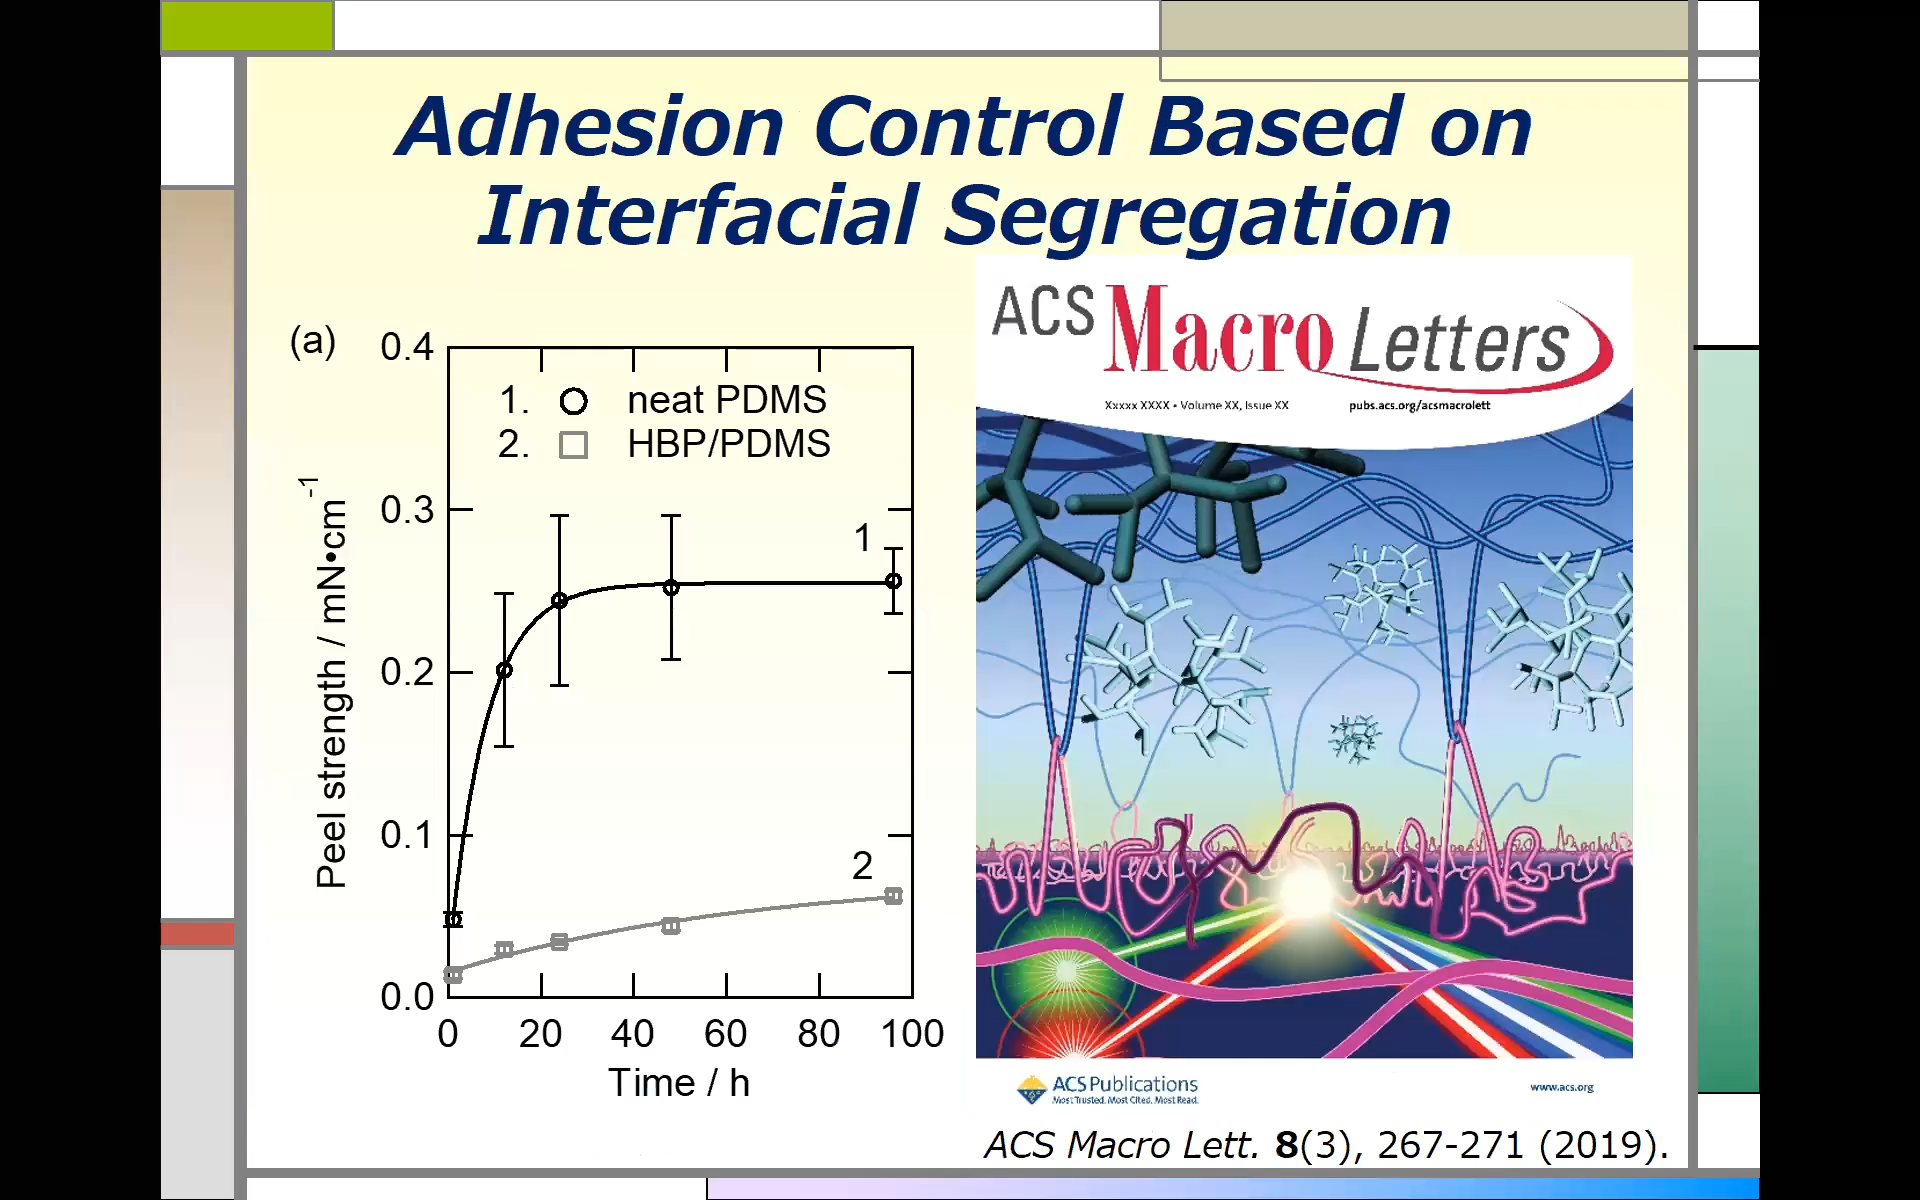 Adhesion Control Based on
Interfacial Segregation
(a)
0.4
0.3
0.2
0.1
0.0
Peel strength / mN•cm-1
1. neat PDMS
2. HBP/PDMS
1
2
0 20 40 60 80 100
Time / h
ACS Macro Letters
Xxxxx XXXX • Volume XX, Issue XX pubs.acs.org/acsmacrolett
ACS Publications
Most Trusted. Most Cited. Most Read.
www.acs.org
ACS Macro Lett. 8(3), 267-271 (2019).